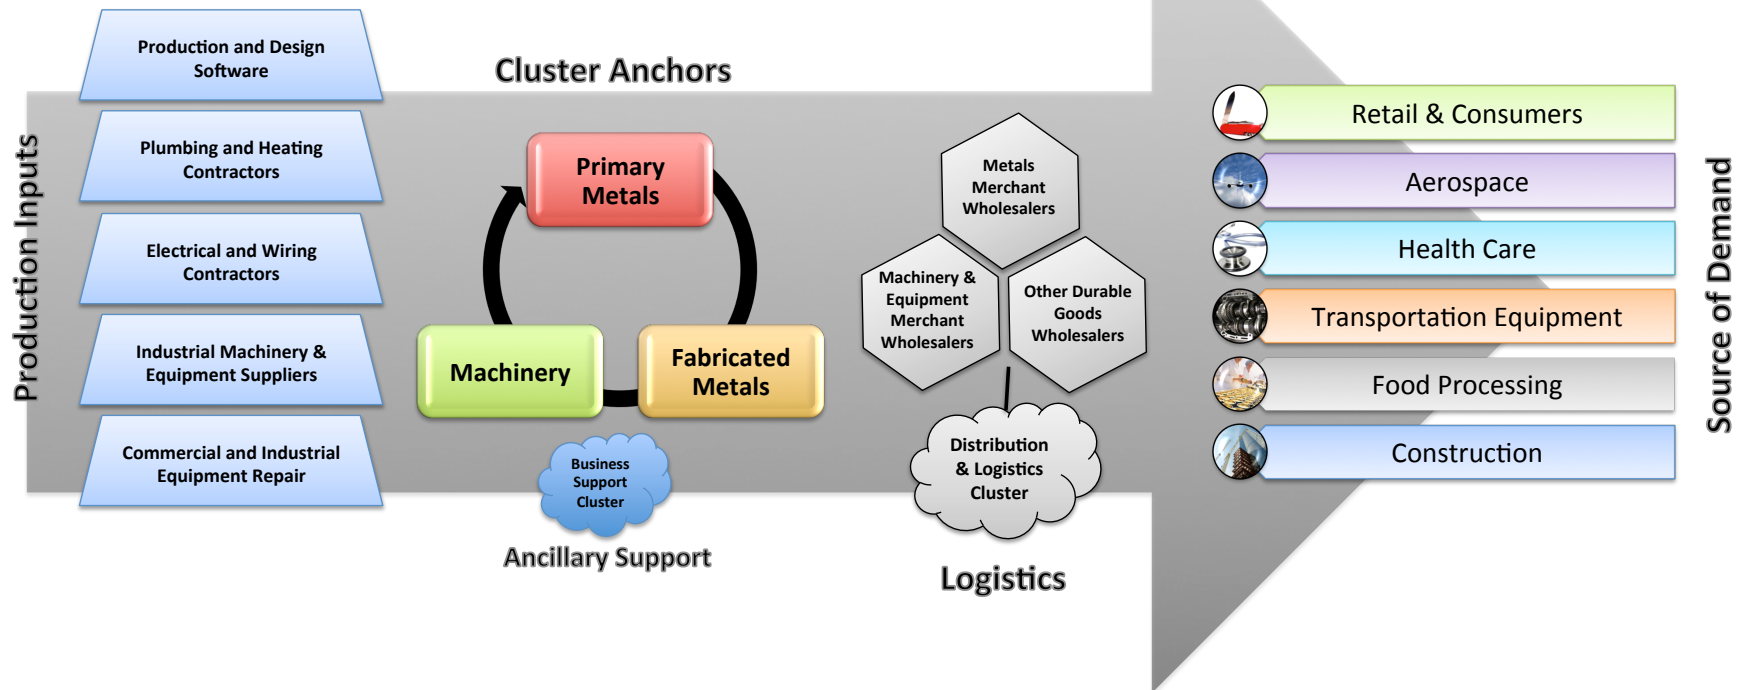 Production Inputs
Production and Design
Software
Plumbing and Heating
Contractors
Electrical and Wiring
Contractors
Industrial Machinery &
Equipment Suppliers
Commercial and Industrial
Equipment Repair
Cluster Anchors
Primary
Metals
Machinery
Fabricated
Metals
Business
Support
Cluster
Ancillary Support
Metals
Merchant
Wholesalers
Machinery &
Equipment
Merchant
Wholesalers
Other Durable
Goods
Wholesalers
Distribution
& Logistics
Cluster
Logistics
Retail & Consumers
Aerospace
Health Care
Transportation Equipment
Food Processing
Construction
Source of Demand